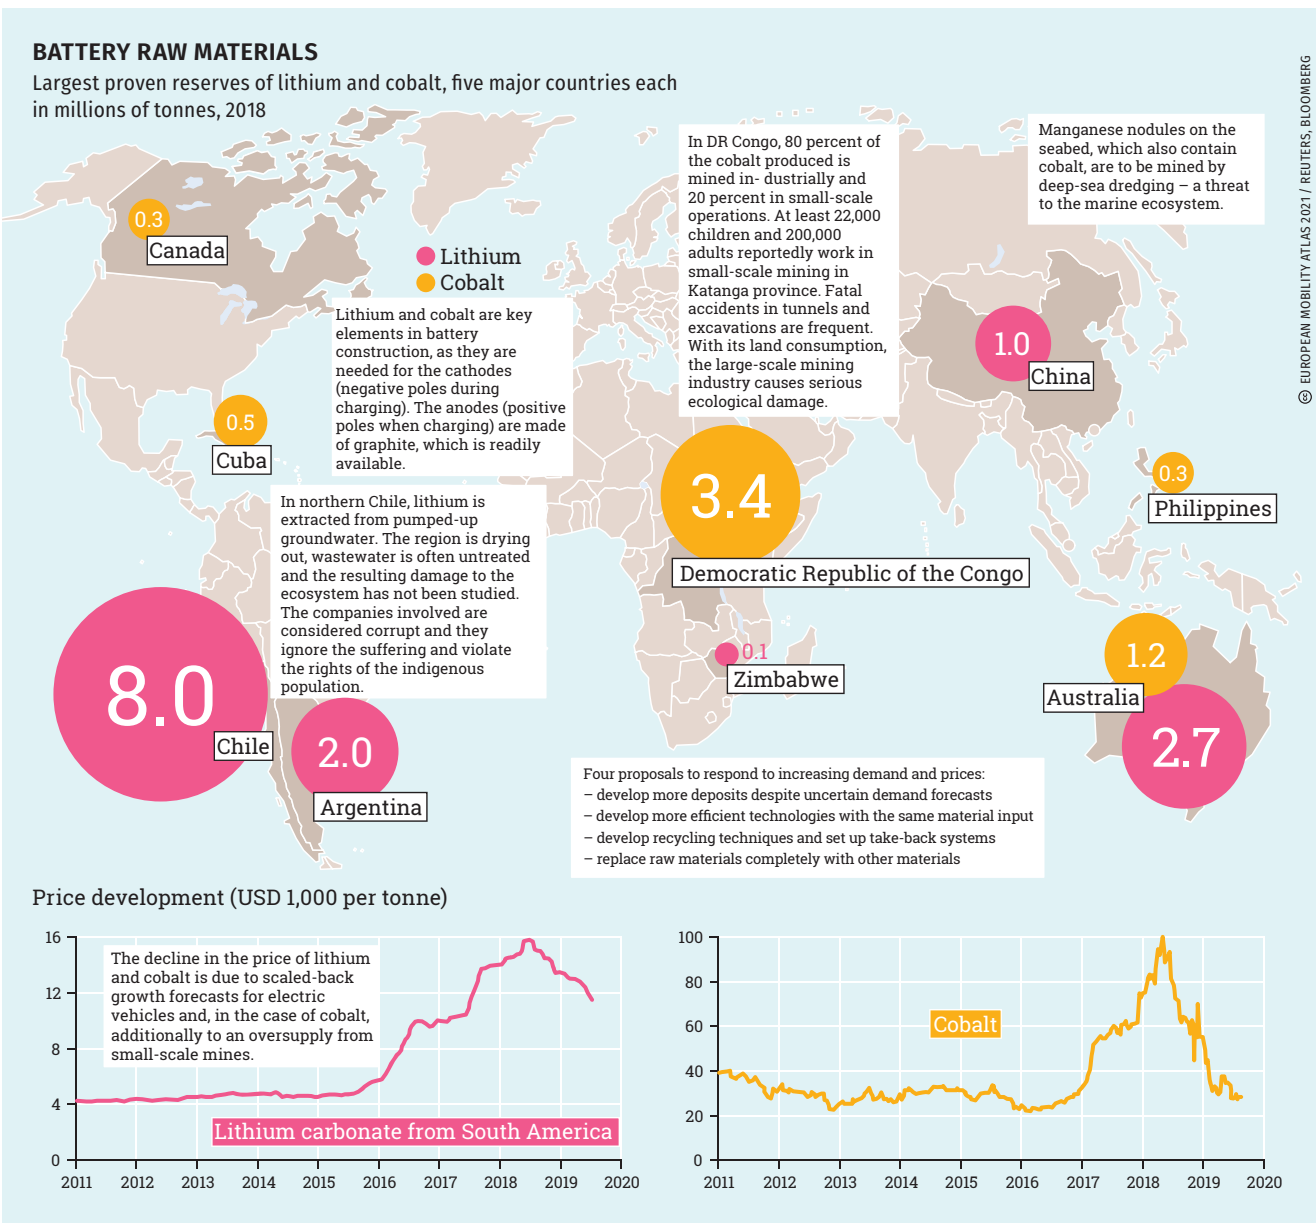 BATTERY RAW MATERIALS
Largest proven reserves of lithium and cobalt, five major countries each
in millions of tonnes, 2018
EUROPEAN MOBILITY ATLAS 2021 / REUTERS, BLOOMBERG
In DR Congo, 80 percent of
the cobalt produced is
mined in- dustrially and
20 percent in small-scale
operations. At least 22,000
children and 200,000
adults reportedly work in
small-scale mining in
Katanga province. Fatal
accidents in tunnels and
excavations are frequent.
With its land consumption,
the large-scale mining
industry causes serious
ecological damage.
Manganese nodules on the
seabed, which also contain
cobalt, are to be mined by
deep-sea dredging – a threat
to the marine ecosystem.
0.3
Canada
Lithium
Cobalt
Lithium and cobalt are key
elements in battery
construction, as they are
needed for the cathodes
(negative poles during
charging). The anodes (positive
poles when charging) are made
of graphite, which is readily
available.
1.0
China
0.5
Cuba
0.3
Philippines
3.4
Democratic Republic of the Congo
In northern Chile, lithium is
extracted from pumped-up
groundwater. The region is drying
out, wastewater is often untreated
and the resulting damage to the
ecosystem has not been studied.
The companies involved are
considered corrupt and they
ignore the suffering and violate
the rights of the indigenous
population.
0.1
Zimbabwe
1.2
Australia
2.7
8.0
Chile
2.0
Argentina
Four proposals to respond to increasing demand and prices:
– develop more deposits despite uncertain demand forecasts
– develop more efficient technologies with the same material input
– develop recycling techniques and set up take-back systems
– replace raw materials completely with other materials
Price development (USD 1,000 per tonne)
16
12
8
4
0
The decline in the price of lithium
and cobalt is due to scaled-back
growth forecasts for electric
vehicles and, in the case of cobalt,
additionally to an oversupply from
small-scale mines.
Lithium carbonate from South America
2011 2012 2013 2014 2015 2016 2017 2018 2019 2020
100
80
60
40
20
0
Cobalt
2011 2012 2013 2014 2015 2016 2017 2018 2019 2020